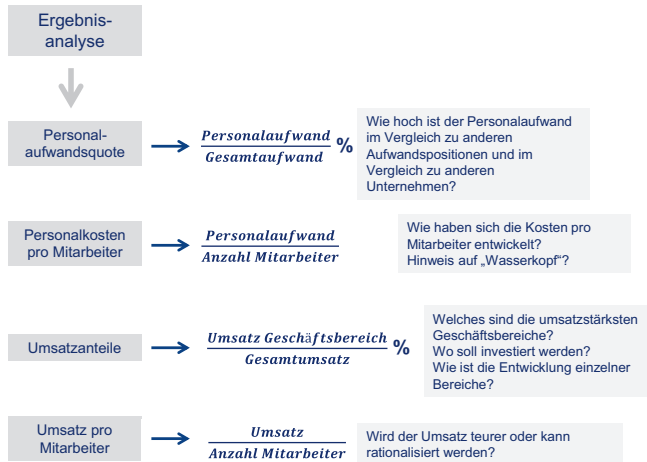 Ergebnis-
analyse
Personal-
aufwandsquote
Personalaufwand
Gesamtaufwand
%
Wie hoch ist der Personalaufwand
im Vergleich zu anderen
Aufwandspositionen und im
Vergleich zu anderen
Unternehmen?
Personalkosten
pro Mitarbeiter
Personalaufwand
Anzahl Mitarbeiter
Wie haben sich die Kosten pro
Mitarbeiter entwickelt?
Hinweis auf „Wasserkopf“?
Umsatzanteile
Umsatz Geschäftsbereich
Gesamtumsatz
%
Welches sind die umsatzstärksten
Geschäftsbereiche?
Wo soll investiert werden?
Wie ist die Entwicklung einzelner
Bereiche?
Umsatz pro
Mitarbeiter
Umsatz
Anzahl Mitarbeiter
Wird der Umsatz teurer oder kann
rationalisiert werden?